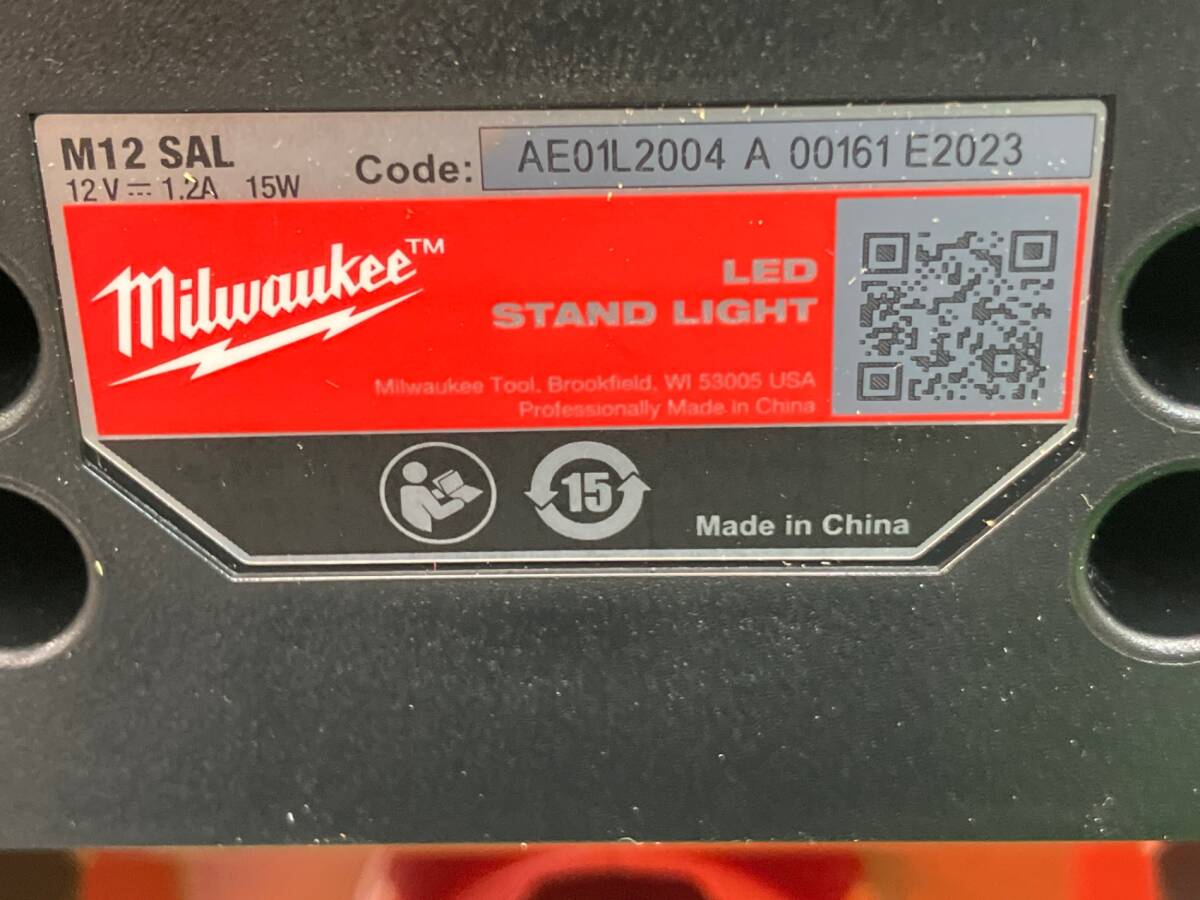 M12 SAL
12 V⎓ 1.2A 15W
Code: AE01L2004 A 00161 E2023
Milwaukee™
LED
STAND LIGHT
Milwaukee Tool. Brookfield, WI 53005 USA
Professionally Made in China
15
Made in China